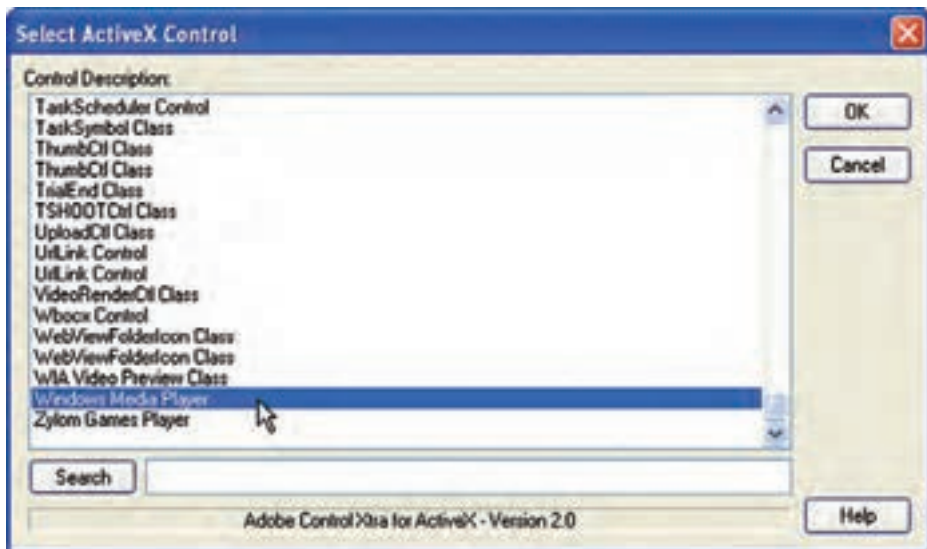 Select ActiveX Control
Control Description:
TaskScheduler Control
TaskSymbol Class
ThumbCtl Class
ThumbCtl Class
TrialEnd Class
TSHOOTCtrl Class
UploadCtl Class
UrlLink Control
UrlLink Control
VideoRenderCtl Class
Wbocx Control
WebViewFolderIcon Class
WebViewFolderIcon Class
WIA Video Preview Class
Windows Media Player
Zylom Games Player
OK
Cancel
Search
Adobe Control Xtra for ActiveX - Version 2.0
Help